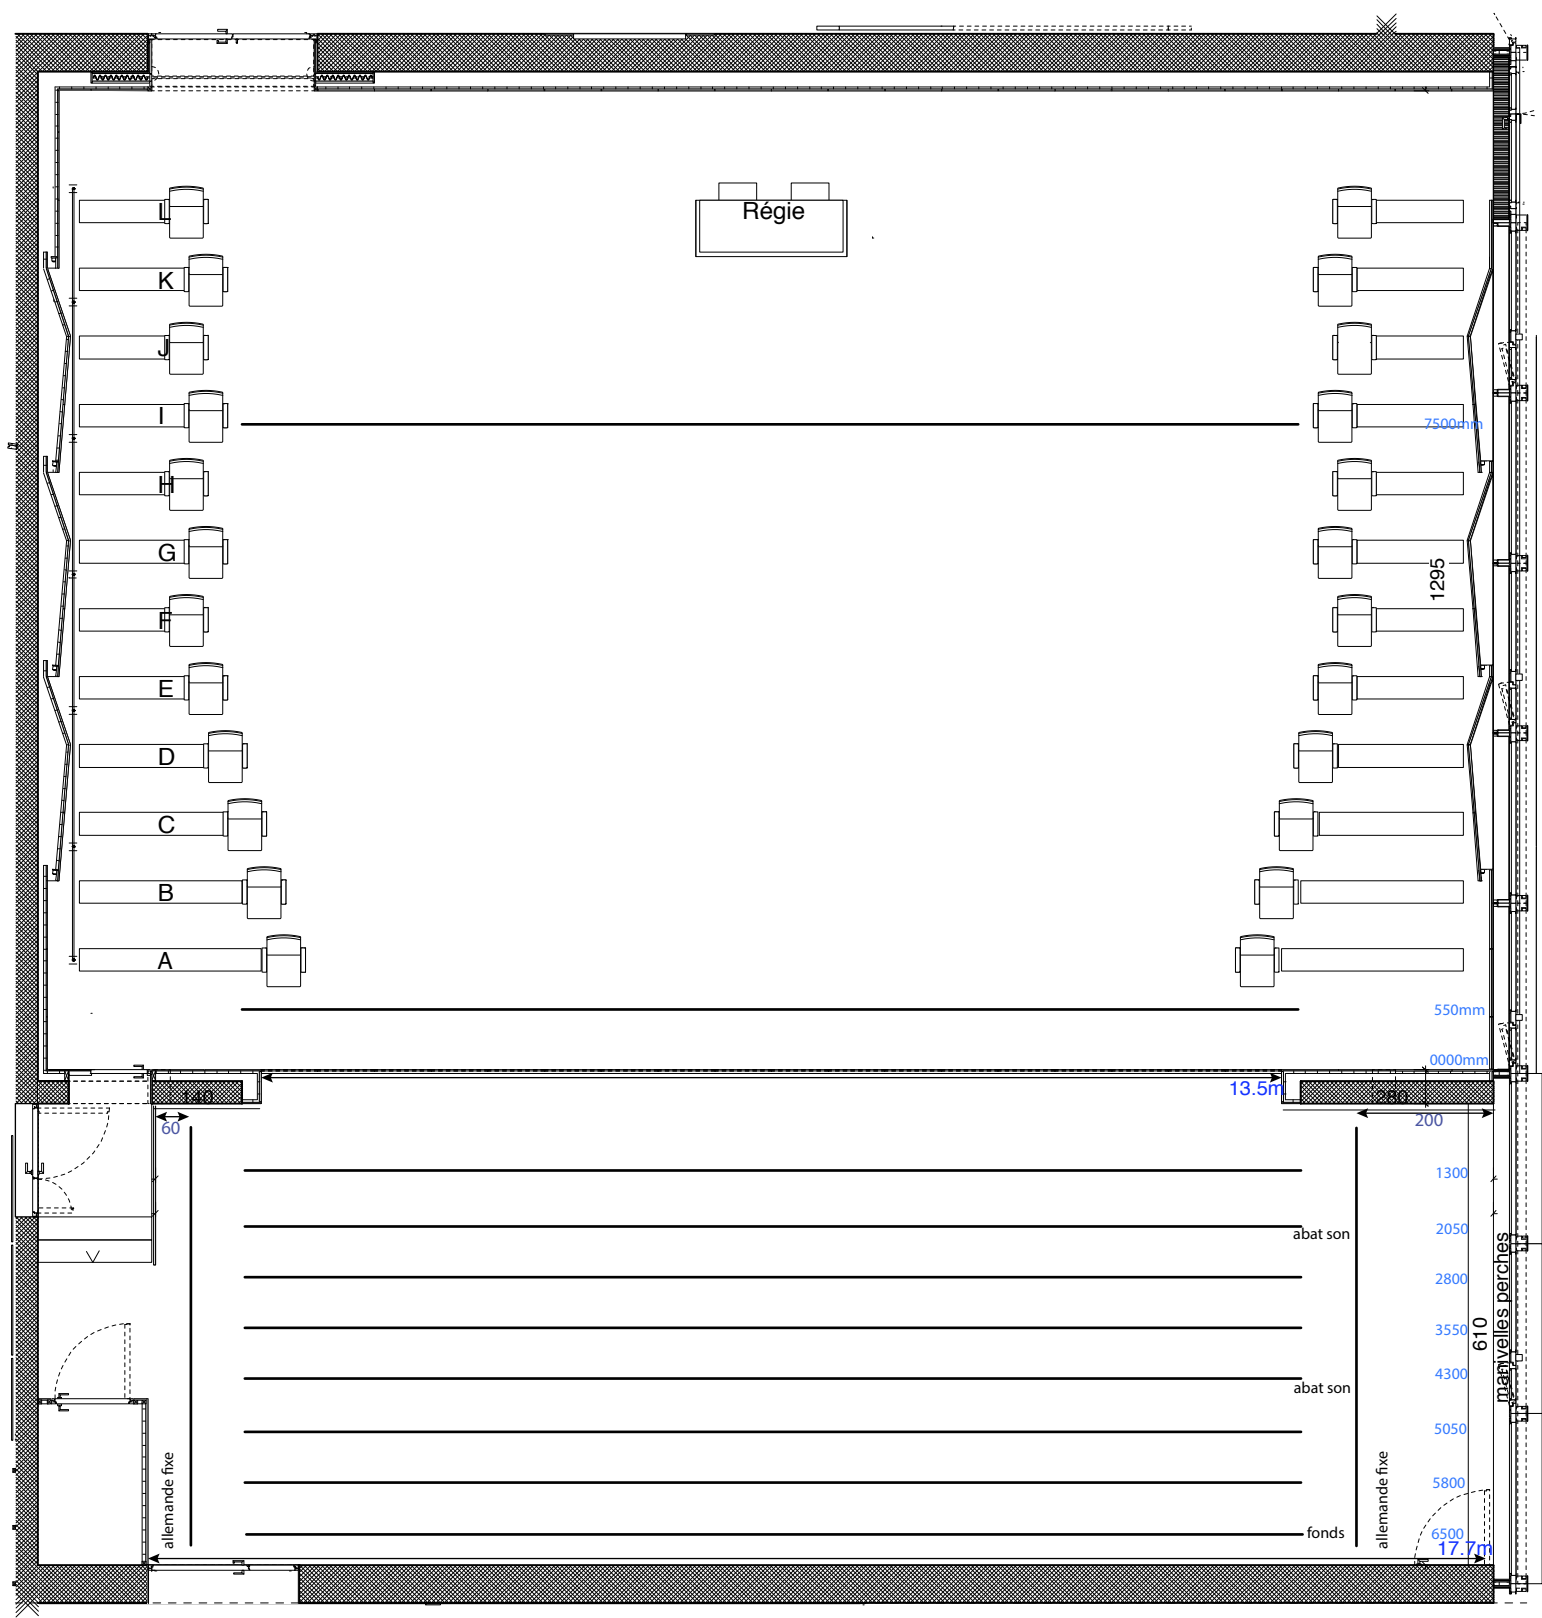 L
Régie
K
J
I
7500mm
H
G
1295
F
E
D
C
B
A
550mm
0000mm
13.5m
140
280
60
200
1300
2050
abat son
2800
manivelles perches
3550
610
4300
abat son
5050
5800
allemande fixe
allemande fixe
fonds
6500
17.7m